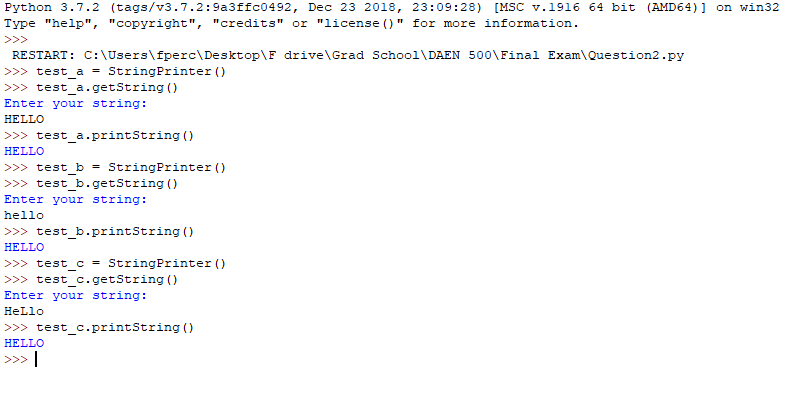 Python 3.7.2 (tags/v3.7.2:9a3ffc0492, Dec 23 2018, 23:09:28) [MSC v.1916 64 bit (AMD64)] on win32
Type "help", "copyright", "credits" or "license()" for more information.
>>>
 RESTART: C:\Users\fperc\Desktop\F drive\Grad School\DAEN 500\Final Exam\Question2.py
>>> test_a = StringPrinter()
>>> test_a.getString()
Enter your string:
HELLO
>>> test_a.printString()
HELLO
>>> test_b = StringPrinter()
>>> test_b.getString()
Enter your string:
hello
>>> test_b.printString()
HELLO
>>> test_c = StringPrinter()
>>> test_c.getString()
Enter your string:
HeLlo
>>> test_c.printString()
HELLO
>>>